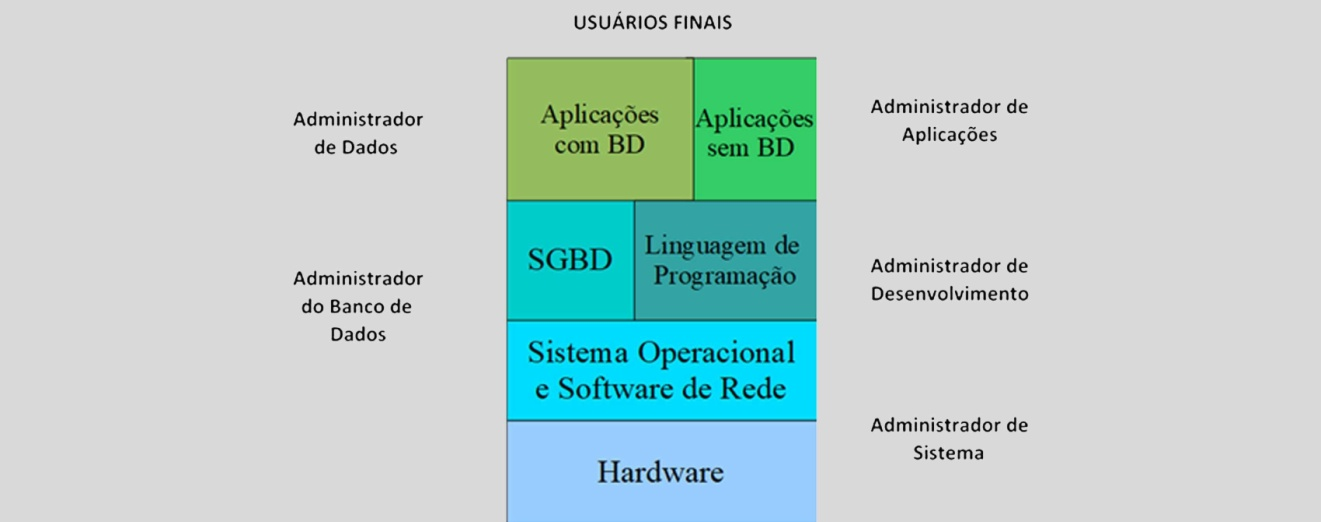 USUÁRIOS FINAIS
Administrador
de Dados
Aplicações
com BD
Aplicações
sem BD
Administrador de
Aplicações
Administrador
do Banco de
Dados
SGBD
Linguagem de
Programação
Administrador de
Desenvolvimento
Sistema Operacional
e Software de Rede
Hardware
Administrador de
Sistema